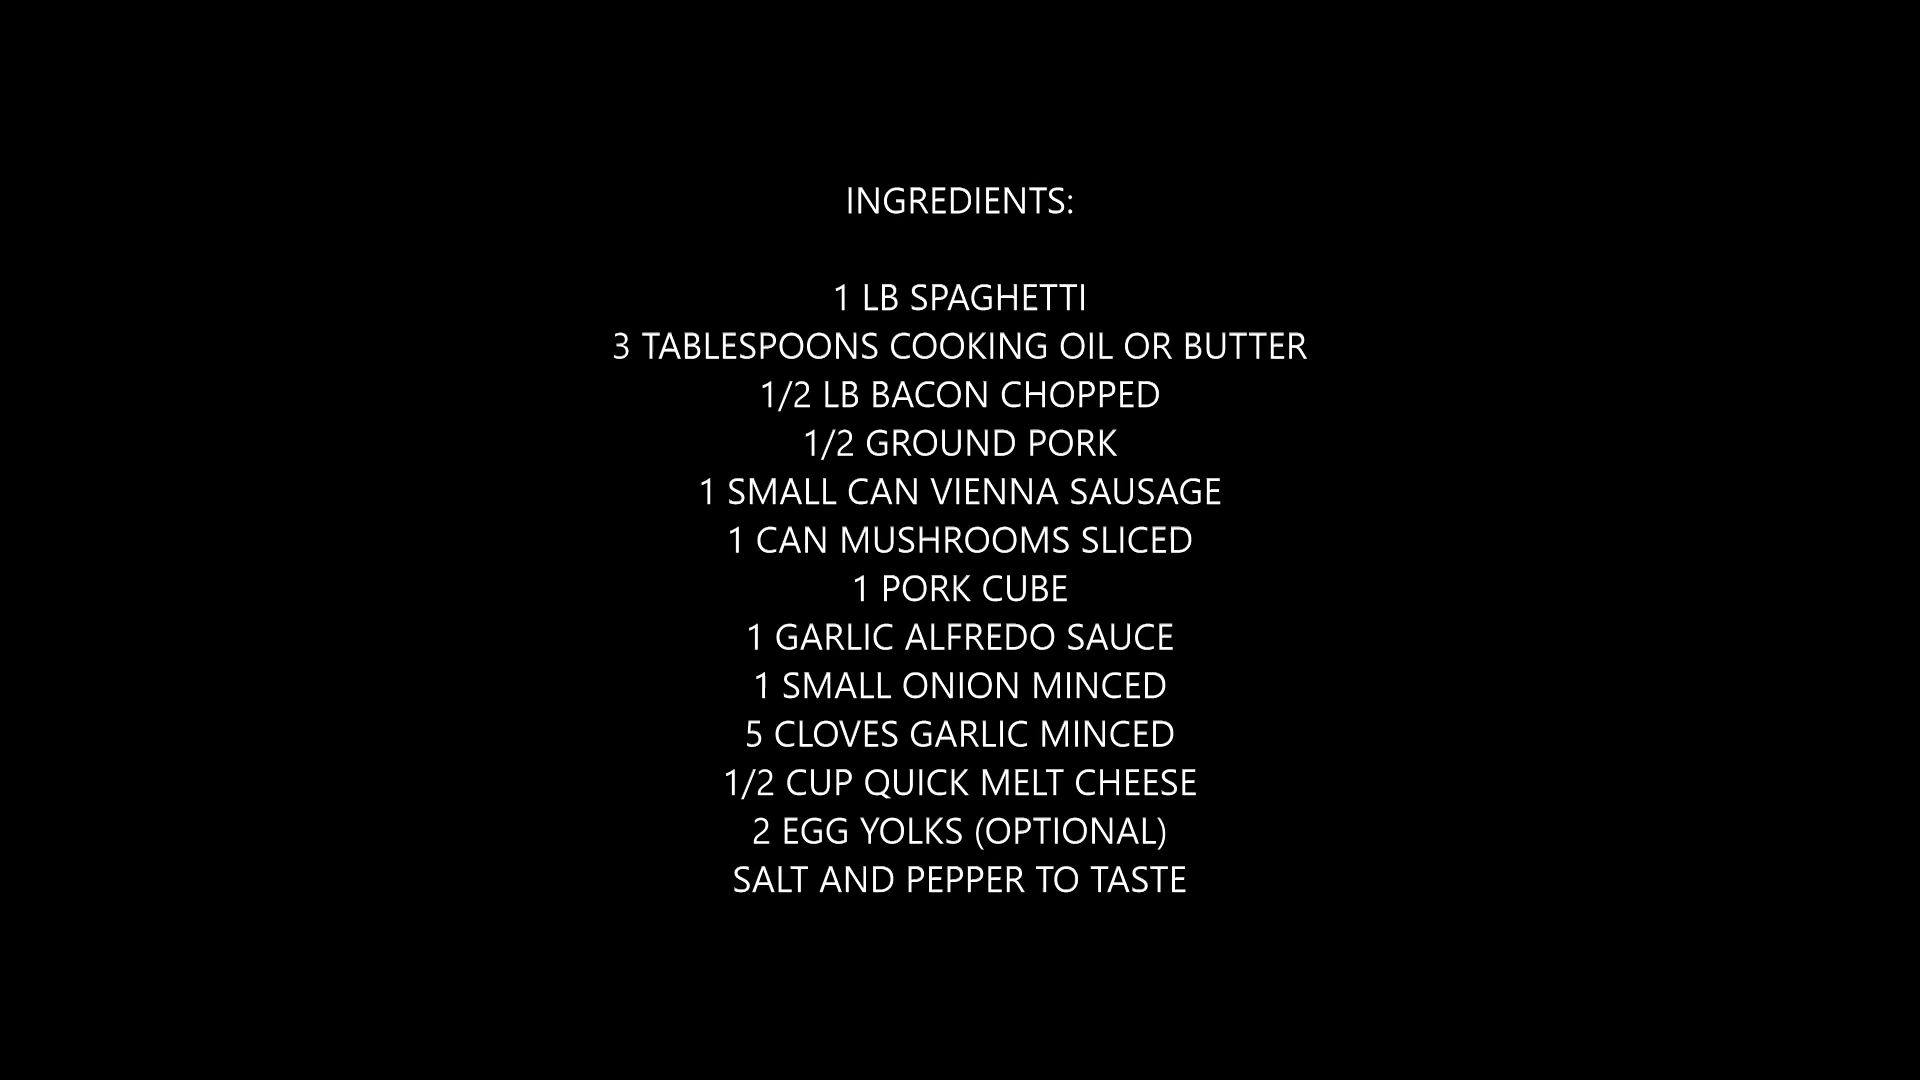 INGREDIENTS:
1 LB SPAGHETTI
3 TABLESPOONS COOKING OIL OR BUTTER
1/2 LB BACON CHOPPED
1/2 GROUND PORK
1 SMALL CAN VIENNA SAUSAGE
1 CAN MUSHROOMS SLICED
1 PORK CUBE
1 GARLIC ALFREDO SAUCE
1 SMALL ONION MINCED
5 CLOVES GARLIC MINCED
1/2 CUP QUICK MELT CHEESE
2 EGG YOLKS (OPTIONAL)
SALT AND PEPPER TO TASTE